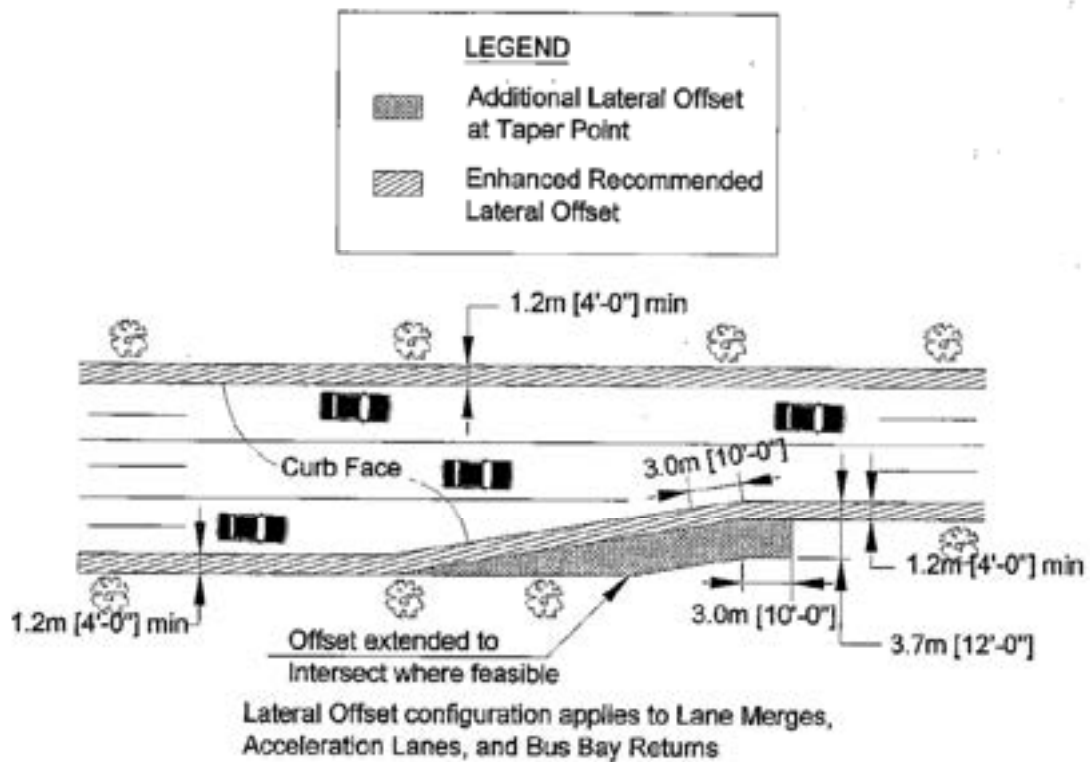 LEGEND
Additional Lateral Offset
at Taper Point
Enhanced Recommended
Lateral Offset
1.2m [4'-0"] min
Curb Face
3.0m [10'-0"]
1.2m [4'-0"] min
1.2m [4'-0"] min
3.0m [10'-0"]
3.7m [12'-0"]
Offset extended to
Intersect where feasible
Lateral Offset configuration applies to Lane Merges,
Acceleration Lanes, and Bus Bay Returns